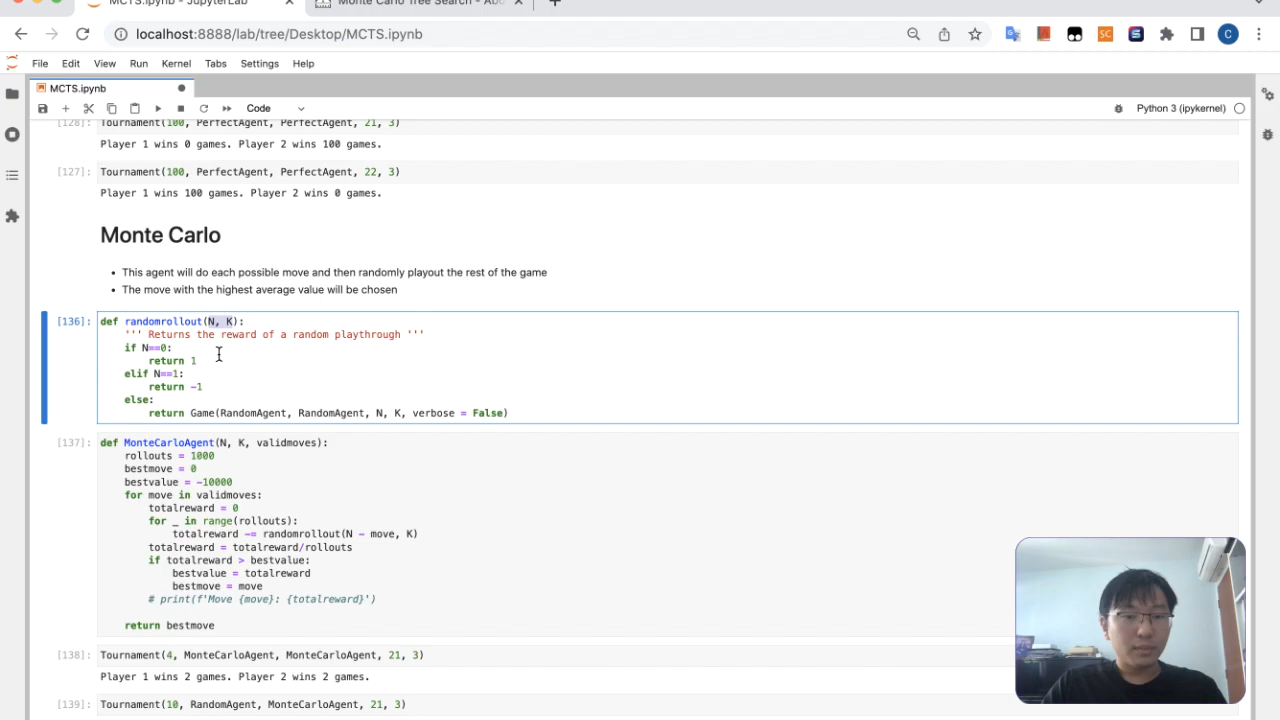 MCTS.ipynb - JupyterLab
Monte Carlo Tree Search - Abo
localhost:8888/lab/tree/Desktop/MCTS.ipynb
SC
C
File Edit View Run Kernel Tabs Settings Help
MCTS.ipynb
Code
Python 3 (ipykernel)
[128]: Tournament(100, PerfectAgent, PerfectAgent, 21, 3)
Player 1 wins 0 games. Player 2 wins 100 games.
[127]: Tournament(100, PerfectAgent, PerfectAgent, 22, 3)
Player 1 wins 100 games. Player 2 wins 0 games.
Monte Carlo
• This agent will do each possible move and then randomly playout the rest of the game
• The move with the highest average value will be chosen
[136]: def randomrollout(N, K):
''' Returns the reward of a random playthrough '''
if N==0:
return 1
elif N==1:
return -1
else:
return Game(RandomAgent, RandomAgent, N, K, verbose = False)
[137]: def MonteCarloAgent(N, K, validmoves):
rollouts = 1000
bestmove = 0
bestvalue = -10000
for move in validmoves:
totalreward = 0
for _ in range(rollouts):
totalreward -= randomrollout(N - move, K)
totalreward = totalreward/rollouts
if totalreward > bestvalue:
bestvalue = totalreward
bestmove = move
# print(f'Move {move}: {totalreward}')
return bestmove
[138]: Tournament(4, MonteCarloAgent, MonteCarloAgent, 21, 3)
Player 1 wins 2 games. Player 2 wins 2 games.
[139]: Tournament(10, RandomAgent, MonteCarloAgent, 21, 3)